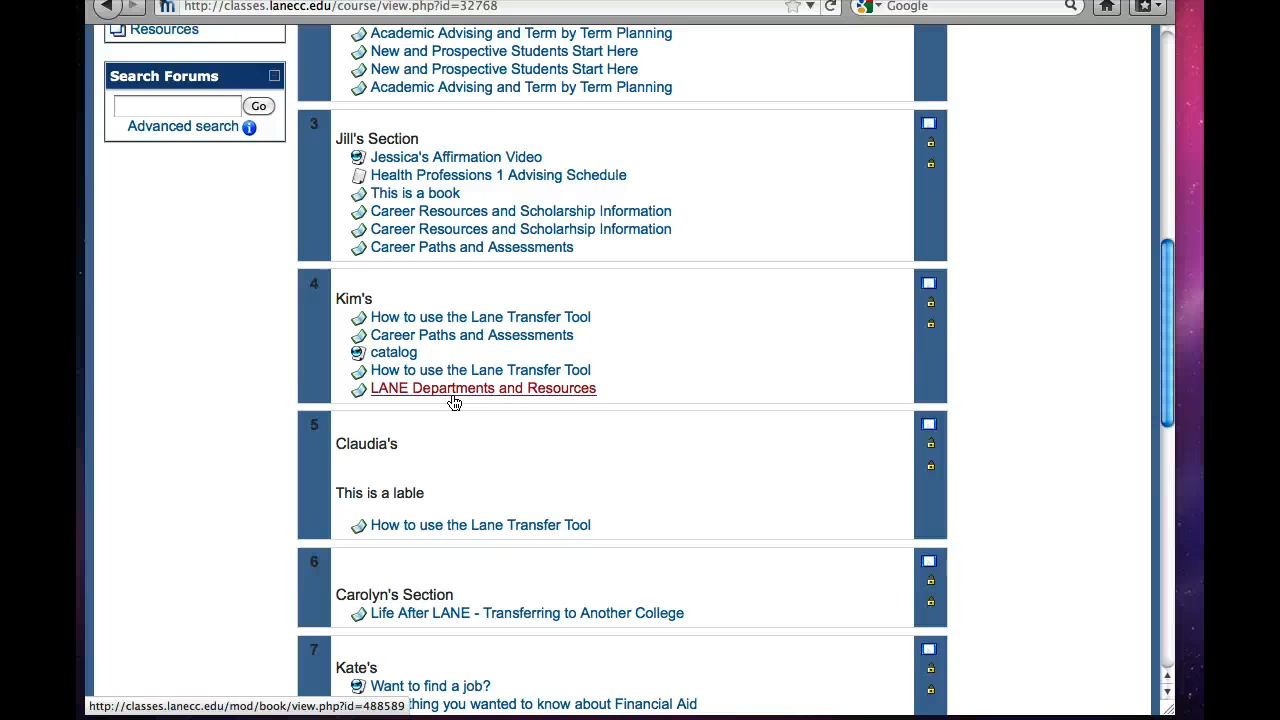 http://classes.lanecc.edu/course/view.php?id=32768
Google
Resources
Search Forums
Go
Advanced search
Academic Advising and Term by Term Planning
New and Prospective Students Start Here
New and Prospective Students Start Here
Academic Advising and Term by Term Planning
3
Jill's Section
Jessica's Affirmation Video
Health Professions 1 Advising Schedule
This is a book
Career Resources and Scholarship Information
Career Resources and Scholarhsip Information
Career Paths and Assessments
4
Kim's
How to use the Lane Transfer Tool
Career Paths and Assessments
catalog
How to use the Lane Transfer Tool
LANE Departments and Resources
5
Claudia's
This is a lable
How to use the Lane Transfer Tool
6
Carolyn's Section
Life After LANE - Transferring to Another College
7
Kate's
Want to find a job?
thing you wanted to know about Financial Aid
http://classes.lanecc.edu/mod/book/view.php?id=488589